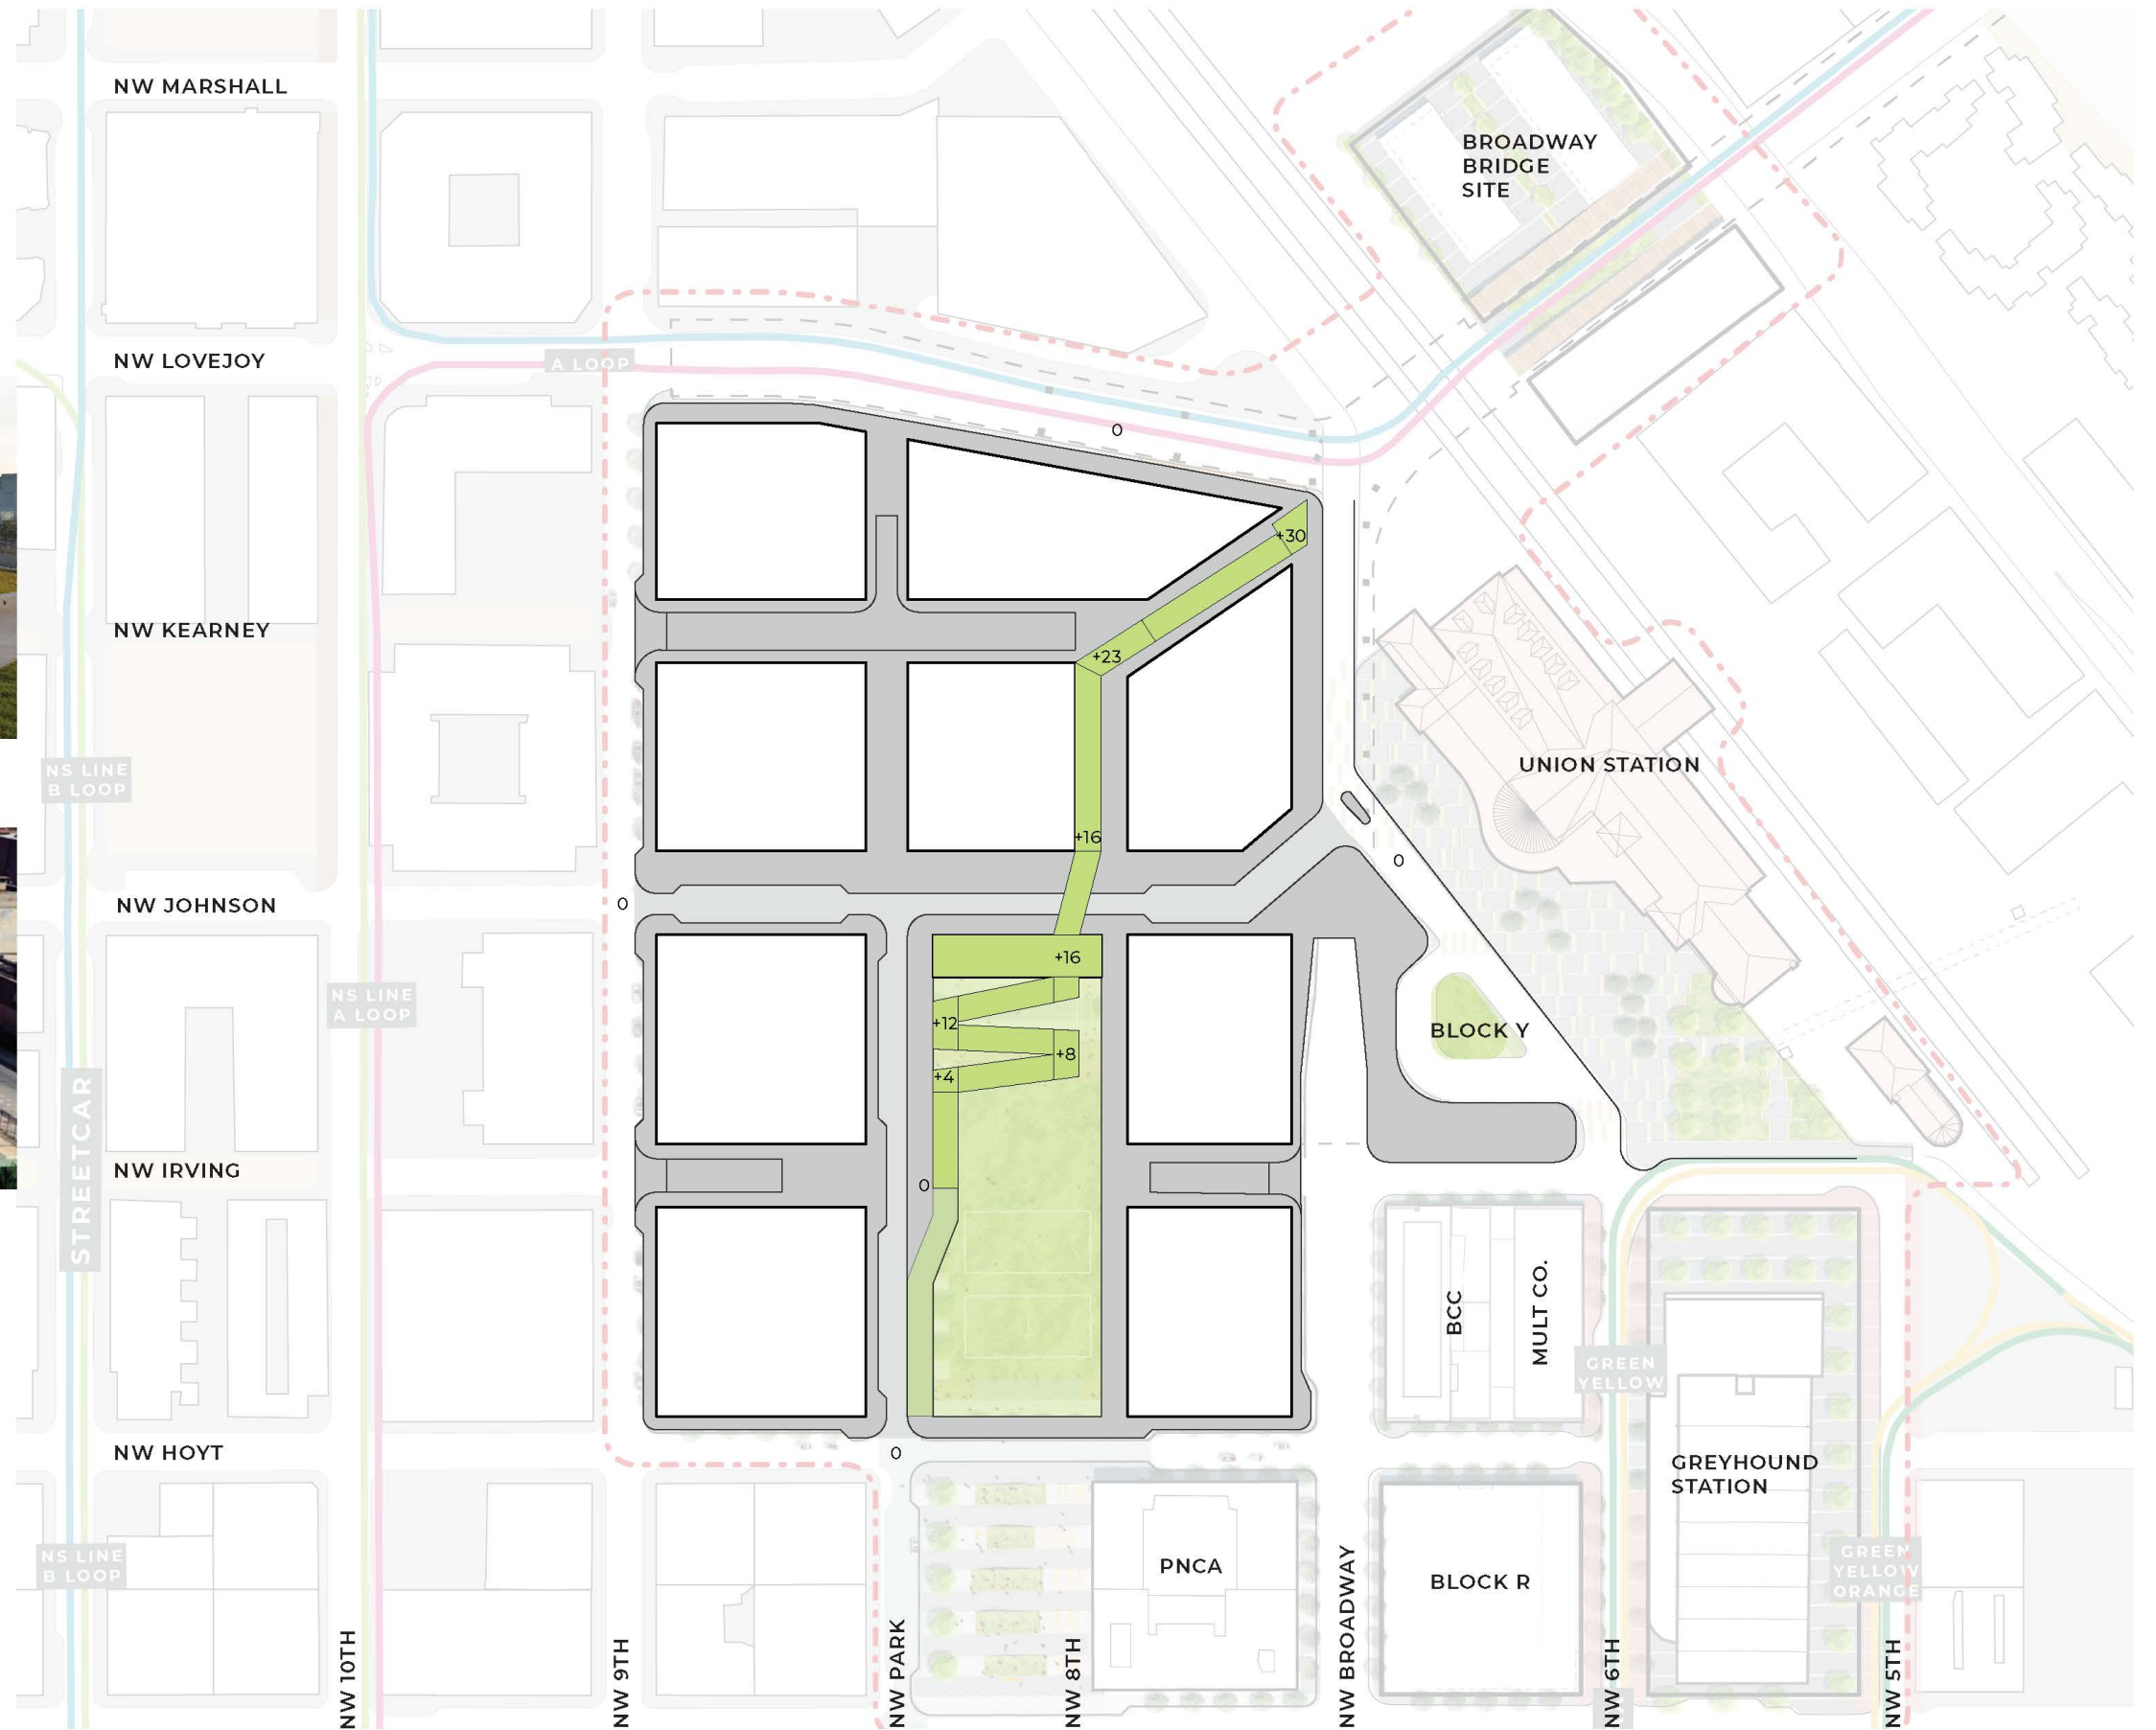 NW MARSHALL
BROADWAY
BRIDGE
SITE
NW LOVEJOY
A LOOP
0
+30
NW KEARNEY
+23
NS LINE
B LOOP
UNION STATION
+16
0
NW JOHNSON
0
+16
NS LINE
A LOOP
+12
BLOCK Y
+8
+4
STREETCAR
NW IRVING
0
BCC
MULT CO.
GREEN
YELLOW
NW HOYT
0
GREYHOUND
STATION
NS LINE
B LOOP
PNCA
BLOCK R
GREEN
YELLOW
ORANGE
NW 10TH
NW 9TH
NW PARK
NW 8TH
NW BROADWAY
NW 6TH
NW 5TH